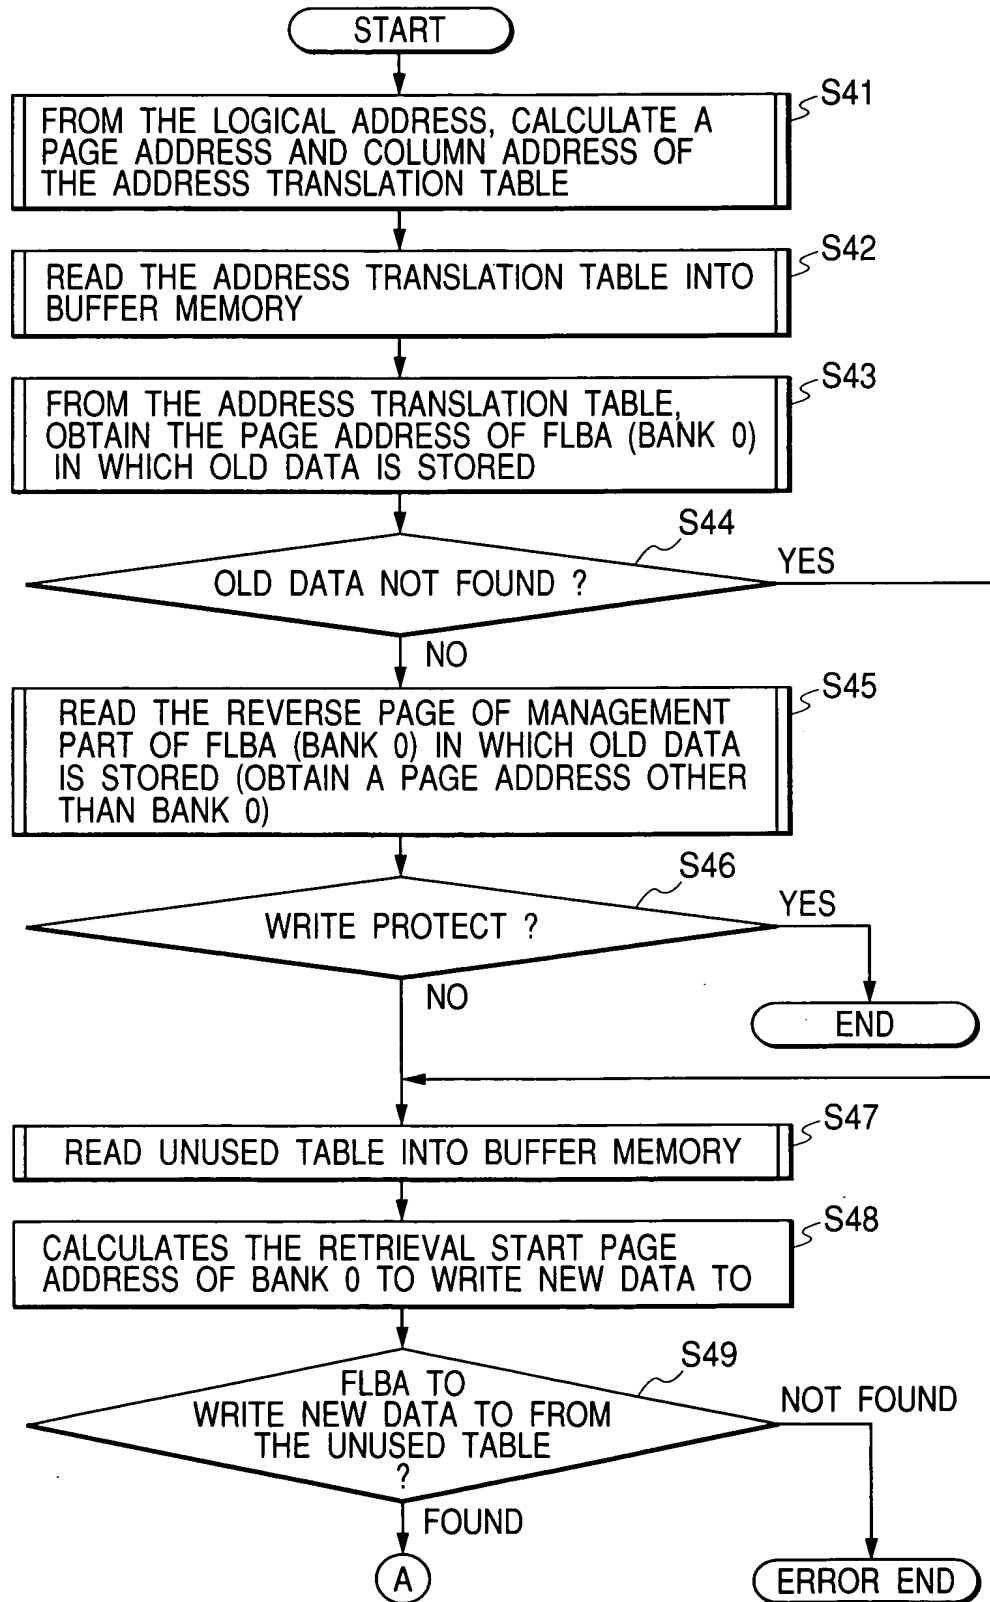 START
S41
FROM THE LOGICAL ADDRESS, CALCULATE A
PAGE ADDRESS AND COLUMN ADDRESS OF
THE ADDRESS TRANSLATION TABLE
S42
READ THE ADDRESS TRANSLATION TABLE INTO
BUFFER MEMORY
S43
FROM THE ADDRESS TRANSLATION TABLE,
OBTAIN THE PAGE ADDRESS OF FLBA (BANK 0)
IN WHICH OLD DATA IS STORED
S44
OLD DATA NOT FOUND ?
YES
NO
S45
READ THE REVERSE PAGE OF MANAGEMENT
PART OF FLBA (BANK 0) IN WHICH OLD DATA
IS STORED (OBTAIN A PAGE ADDRESS OTHER
THAN BANK 0)
S46
WRITE PROTECT ?
YES
NO
END
S47
READ UNUSED TABLE INTO BUFFER MEMORY
S48
CALCULATES THE RETRIEVAL START PAGE
ADDRESS OF BANK 0 TO WRITE NEW DATA TO
S49
FLBA TO
WRITE NEW DATA TO FROM
THE UNUSED TABLE
?
NOT FOUND
FOUND
A
ERROR END